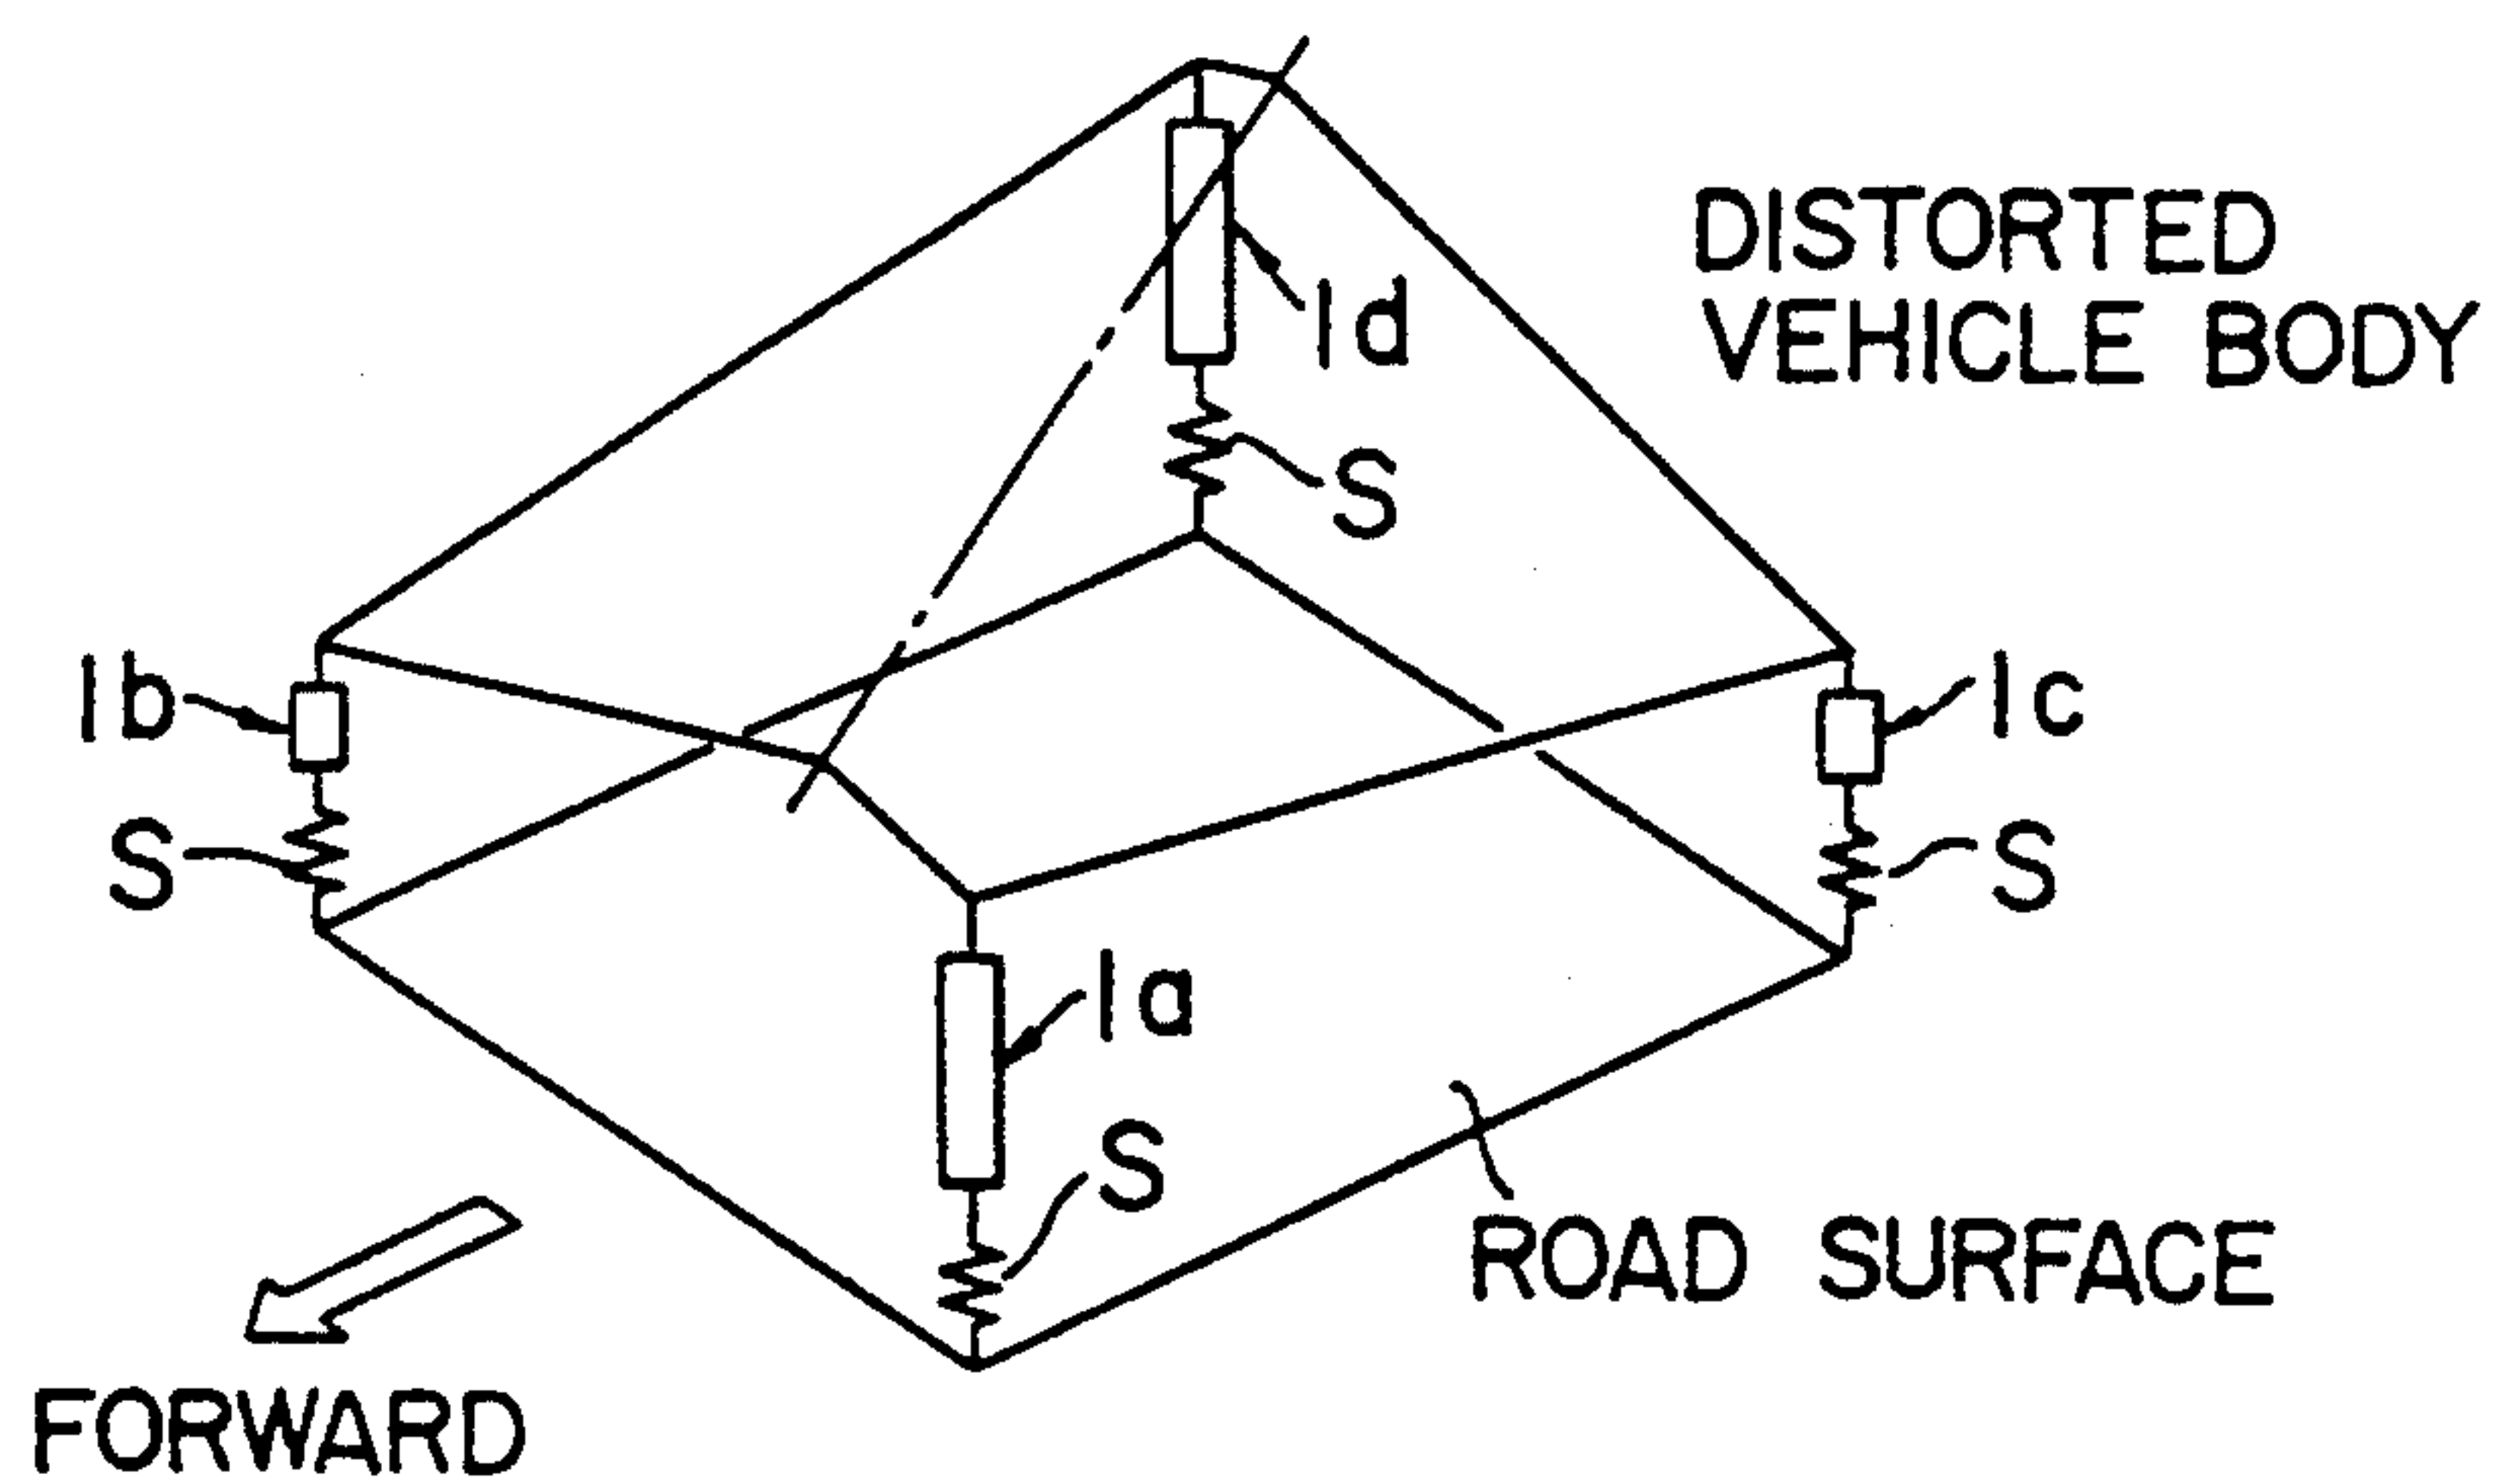 DISTORTED
VEHICLE BODY
1d
S
1b
1c
S
S
1a
S
ROAD SURFACE
FORWARD